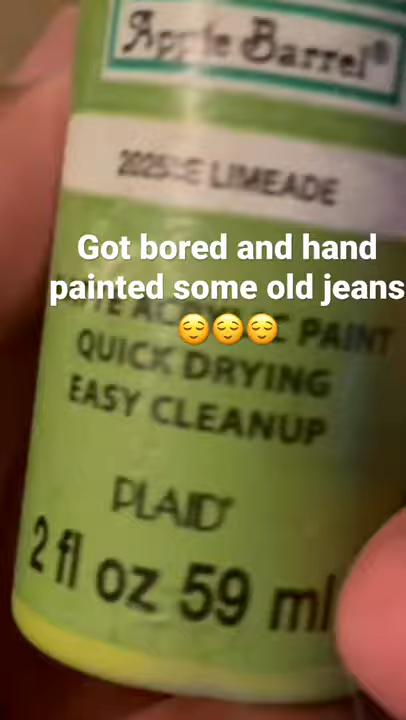 Apple Barrel®
LIMEADE
Got bored and hand
painted some old jeans
😌😌😌
PAINT
QUICK DRYING
EASY CLEANUP
PLAID®
2 fl oz 59 ml